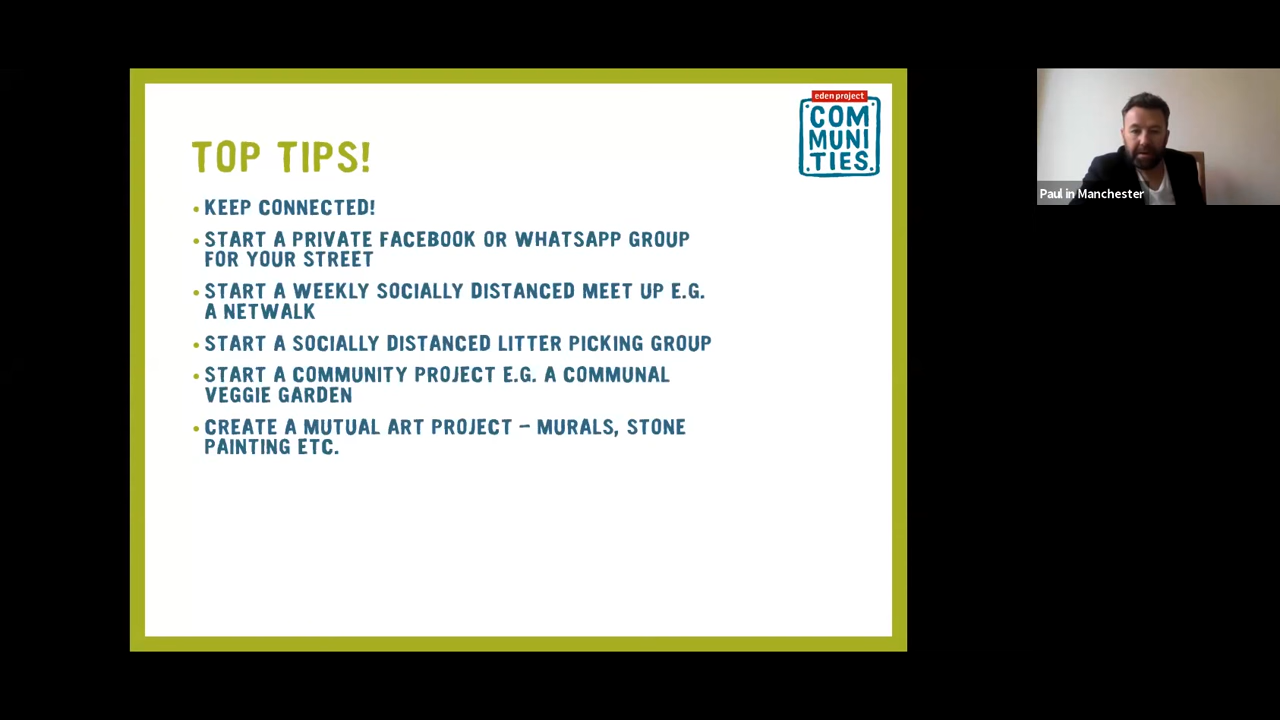 eden project
COM
MUNI
TIES
TOP TIPS!
• KEEP CONNECTED!
• START A PRIVATE FACEBOOK OR WHATSAPP GROUP
FOR YOUR STREET
• START A WEEKLY SOCIALLY DISTANCED MEET UP E.G.
A NETWALK
• START A SOCIALLY DISTANCED LITTER PICKING GROUP
• START A COMMUNITY PROJECT E.G. A COMMUNAL
VEGGIE GARDEN
• CREATE A MUTUAL ART PROJECT – MURALS, STONE
PAINTING ETC.
Paul in Manchester